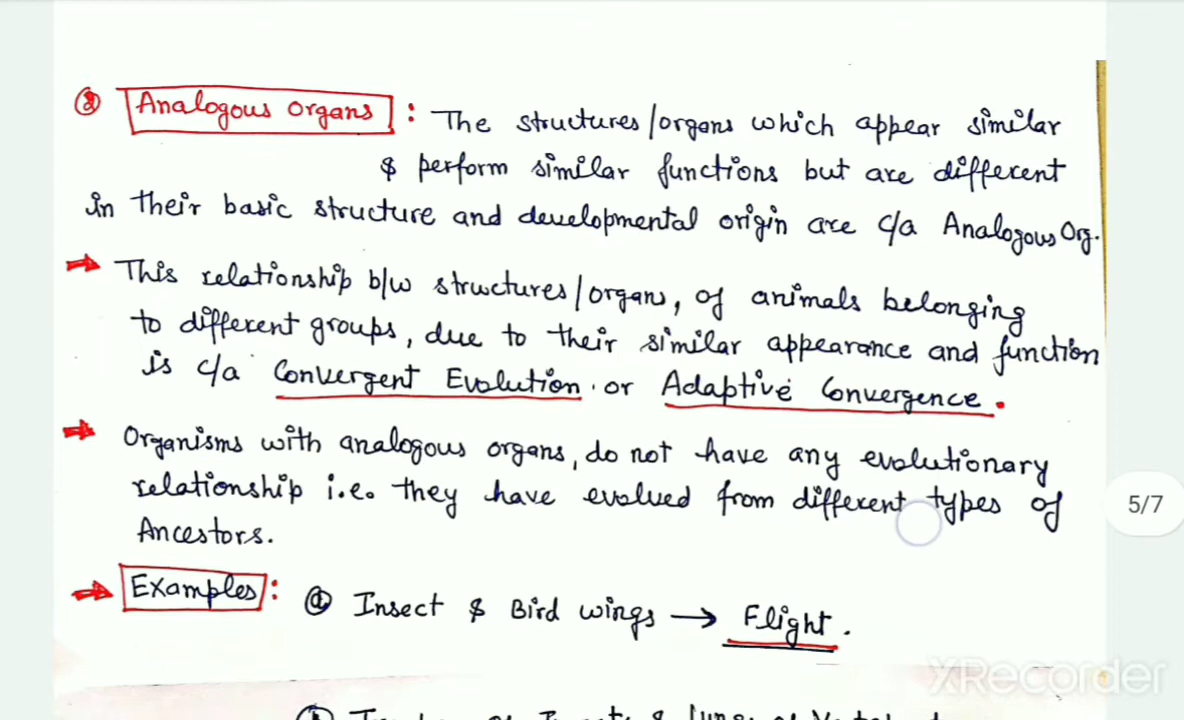 ② Analogous Organs : The structures/organs which appear similar
& perform similar functions but are different
in their basic structure and developmental origin are c/a Analogous Org.
This relationship b/w structures/organs, of animals belonging
to different groups, due to their similar appearance and function
is c/a Convergent Evolution or Adaptive Convergence.
Organisms with analogous organs, do not have any evolutionary
relationship i.e. they have evolved from different types of
Ancestors.
5/7
Examples : ⓐ Insect & Bird wings → Flight.
XRecorder